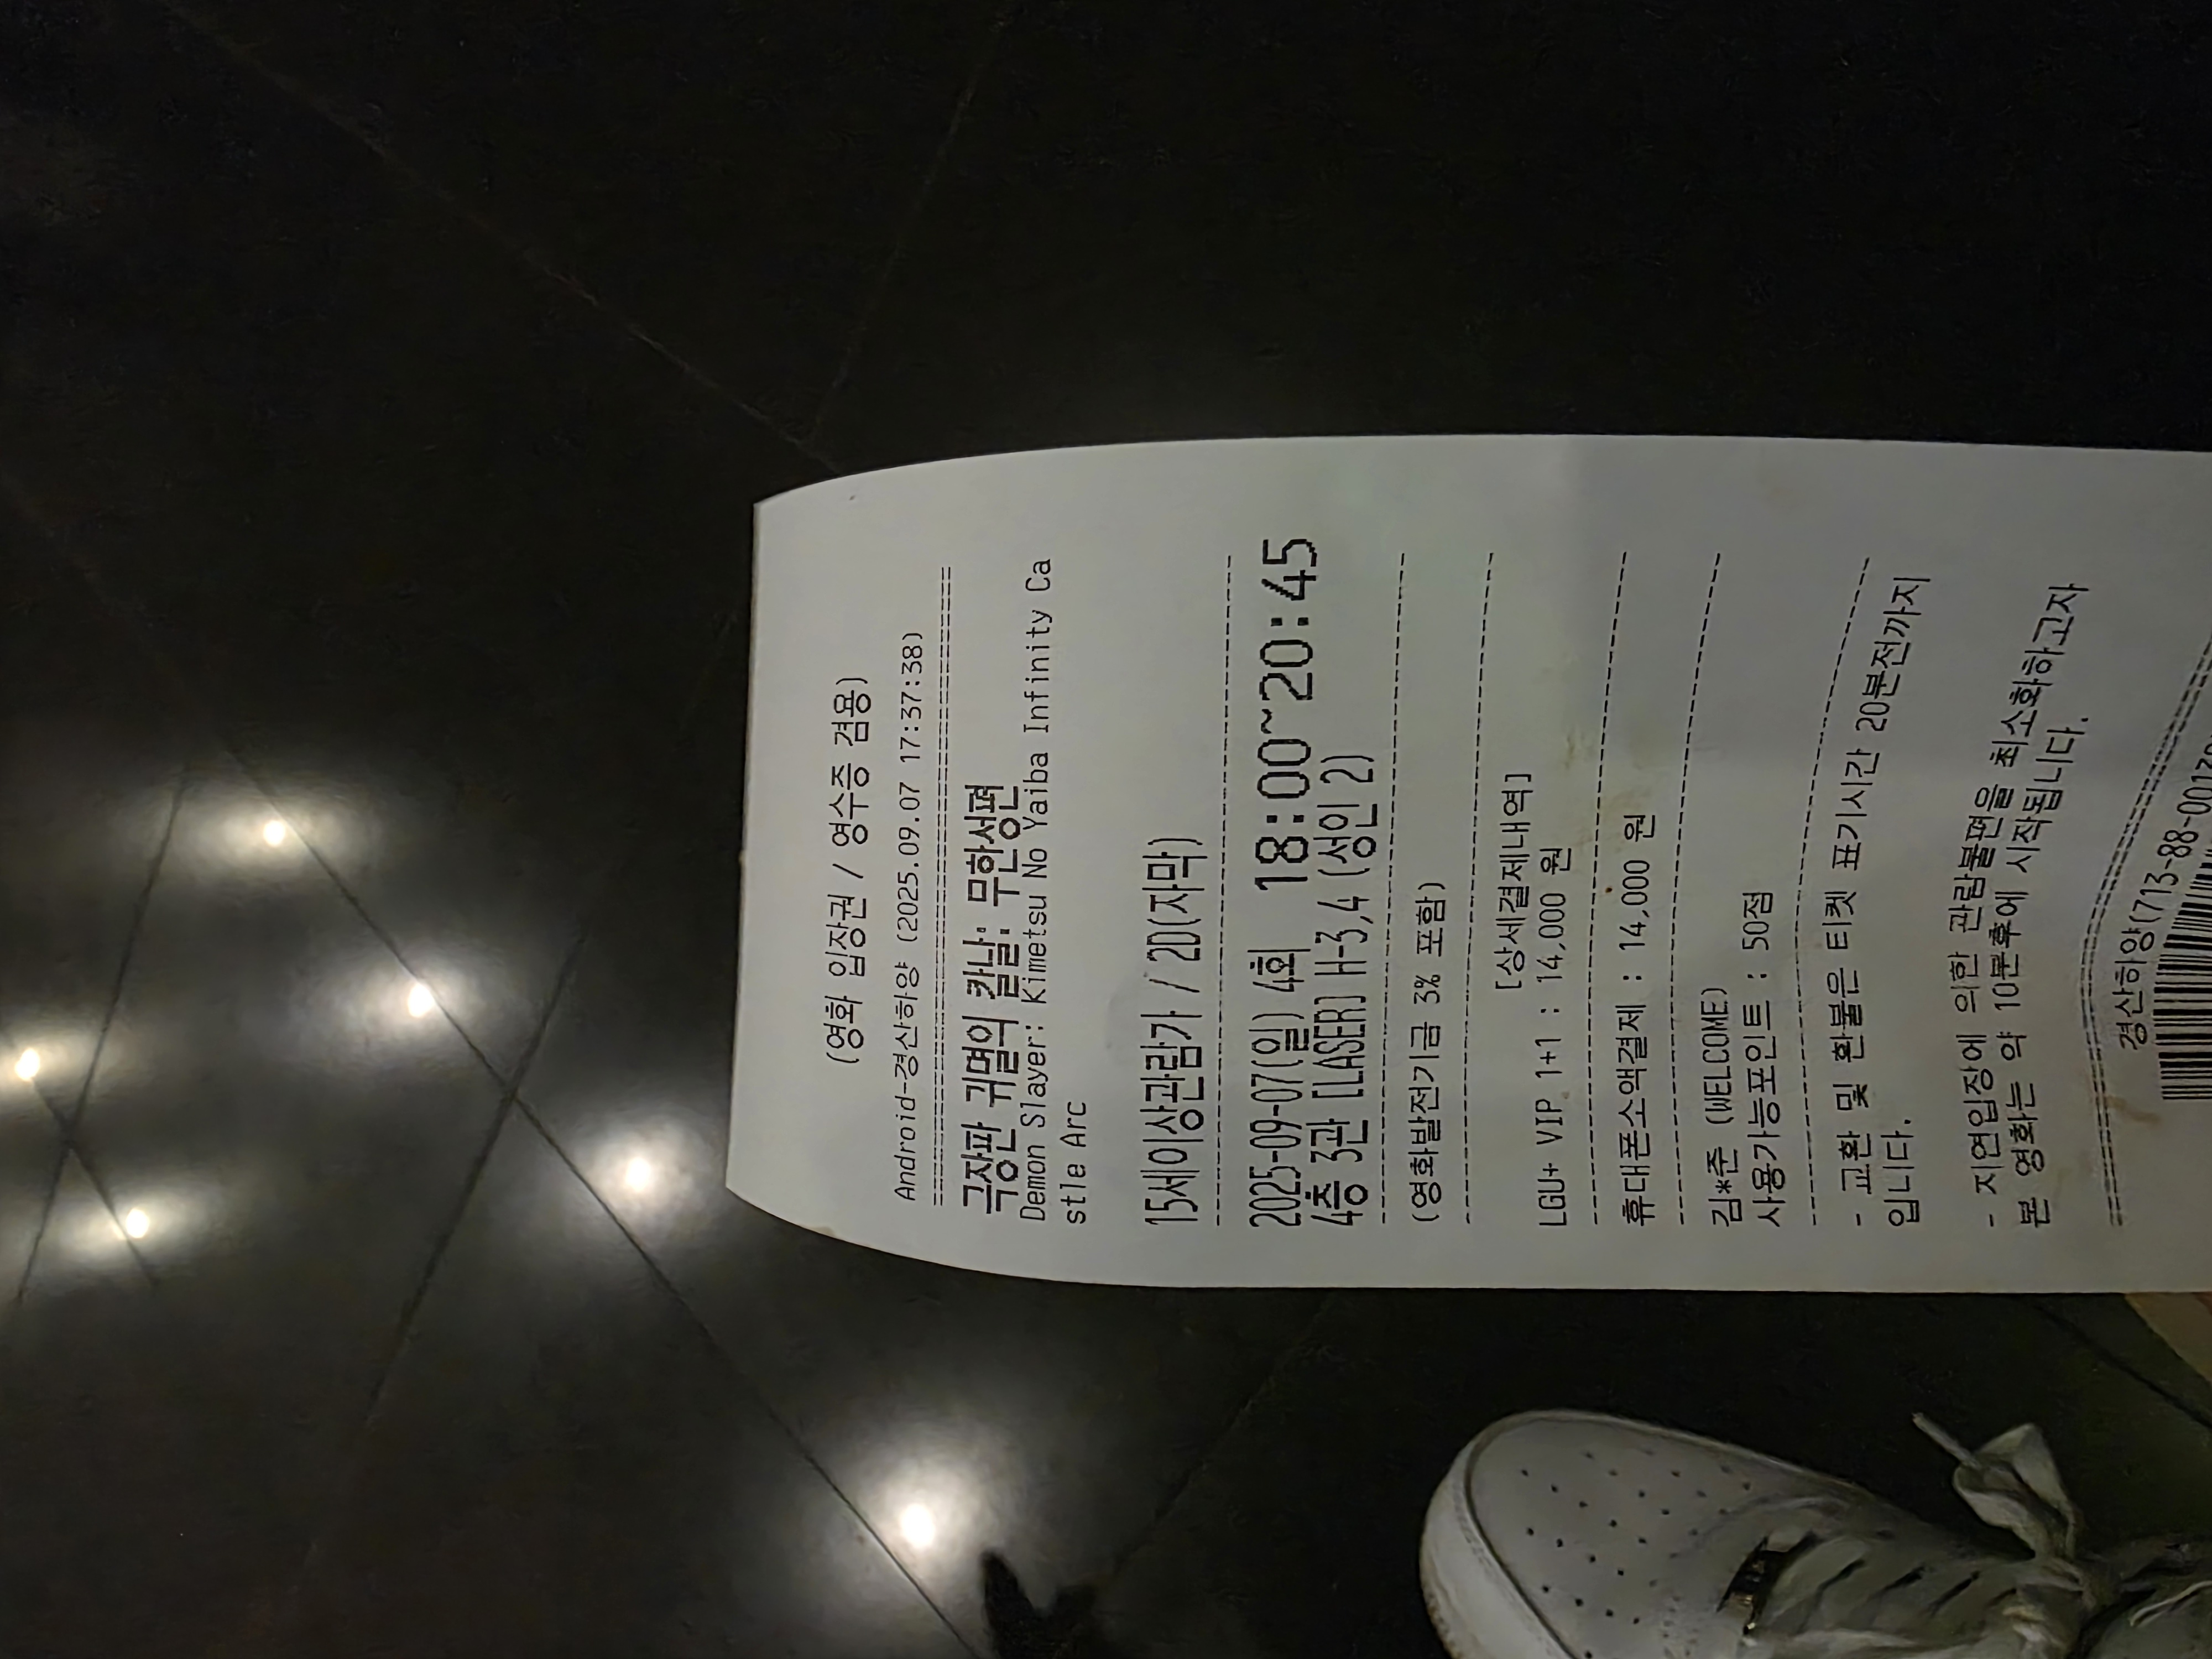 (영화 입장권 / 영수증 겸용)
Android-경산하양 (2025.09.07 17:37:38)
극장판 귀멸의 칼날: 무한성편
Demon Slayer: Kimetsu No Yaiba Infinity Ca
stle Arc
15세이상관람가 / 2D(자막)
2025-09-07(일) 4회 18:00~20:45
4층 3관 [LASER] H-3,4 (성인 2)
(영화발전기금 3% 포함)
[상세결제내역]
LGU+ VIP 1+1 : 14,000 원
휴대폰소액결제 : 14,000 원
김*준 (WELCOME)
사용가능포인트 : 50점
- 교환 및 환불은 티켓 표기시간 20분전까지
입니다.
- 지연입장에 의한 관람불편을 최소화하고자
본 영화는 약 10분후에 시작됩니다.
경산하양(713-88-0013